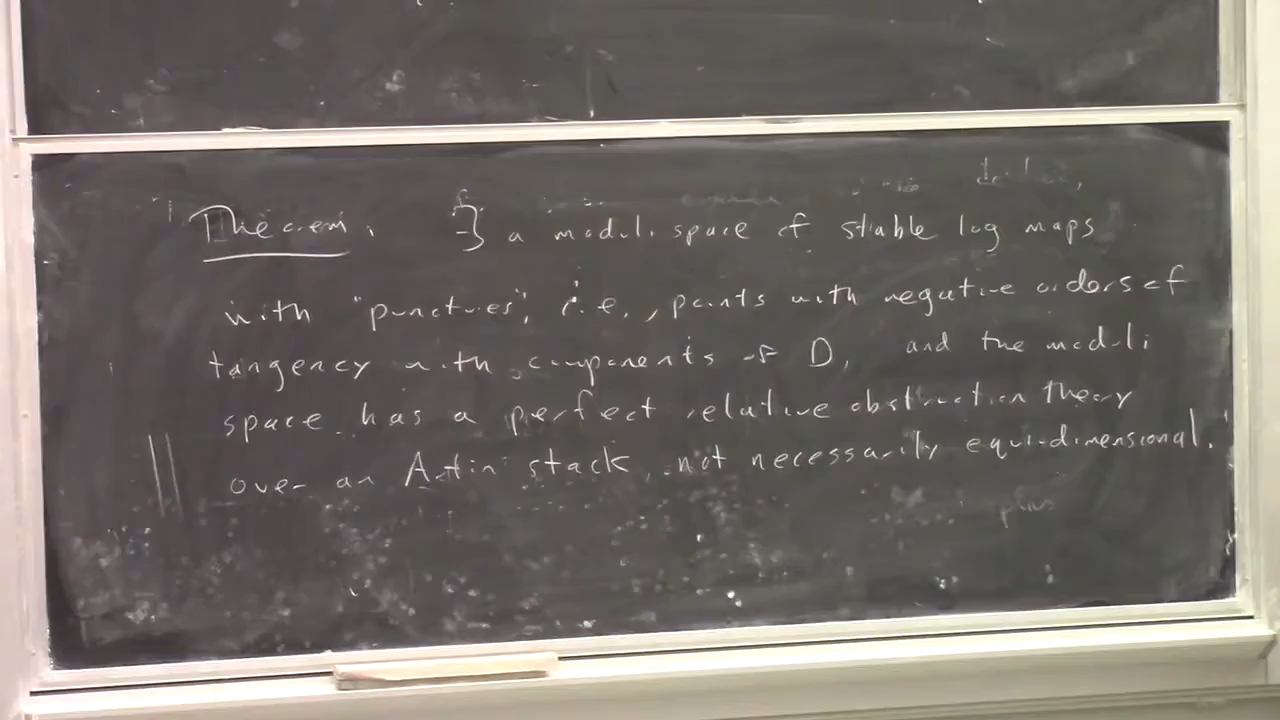 Theorem. ∃ a moduli space of stable log maps
with "punctures", i.e., points with negative orders of
tangency with components of D, and the moduli
space has a perfect relative obstruction theory
over an Artin stack, not necessarily equi-dimensional.
plus